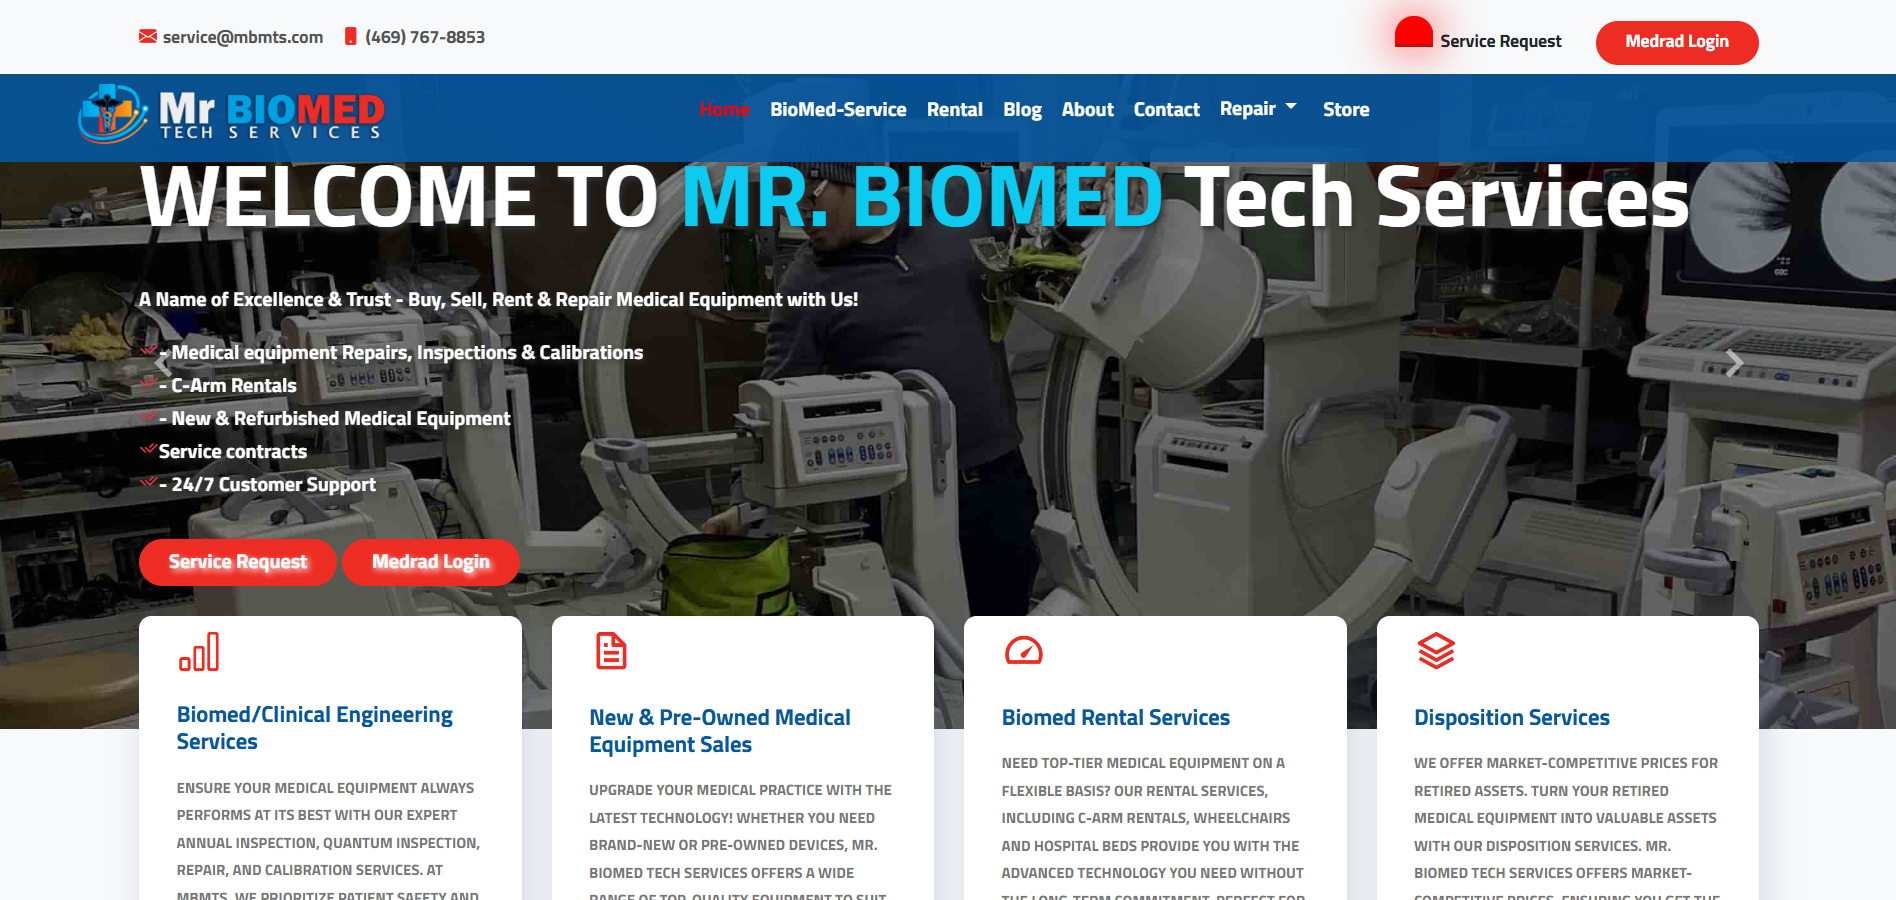 service@mbmts.com (469) 767-8853 Service Request Medrad Login
Mr BIOMED
TECH SERVICES
Home BioMed-Service Rental Blog About Contact Repair Store
WELCOME TO MR. BIOMED Tech Services
A Name of Excellence & Trust - Buy, Sell, Rent & Repair Medical Equipment with Us!
- Medical equipment Repairs, Inspections & Calibrations
- C-Arm Rentals
- New & Refurbished Medical Equipment
Service contracts
- 24/7 Customer Support
Service Request Medrad Login
Biomed/Clinical Engineering
Services
ENSURE YOUR MEDICAL EQUIPMENT ALWAYS
PERFORMS AT ITS BEST WITH OUR EXPERT
ANNUAL INSPECTION, QUANTUM INSPECTION,
REPAIR, AND CALIBRATION SERVICES. AT
MBMTS, WE PRIORITIZE PATIENT SAFETY AND
New & Pre-Owned Medical
Equipment Sales
UPGRADE YOUR MEDICAL PRACTICE WITH THE
LATEST TECHNOLOGY! WHETHER YOU NEED
BRAND-NEW OR PRE-OWNED DEVICES, MR.
BIOMED TECH SERVICES OFFERS A WIDE
RANGE OF TOP-QUALITY EQUIPMENT TO SUIT
Biomed Rental Services
NEED TOP-TIER MEDICAL EQUIPMENT ON A
FLEXIBLE BASIS? OUR RENTAL SERVICES,
INCLUDING C-ARM RENTALS, WHEELCHAIRS
AND HOSPITAL BEDS PROVIDE YOU WITH THE
ADVANCED TECHNOLOGY YOU NEED WITHOUT
THE LONG-TERM COMMITMENT. PERFECT FOR
Disposition Services
WE OFFER MARKET-COMPETITIVE PRICES FOR
RETIRED ASSETS. TURN YOUR RETIRED
MEDICAL EQUIPMENT INTO VALUABLE ASSETS
WITH OUR DISPOSITION SERVICES. MR.
BIOMED TECH SERVICES OFFERS MARKET-
COMPETITIVE PRICES, ENSURING YOU GET THE